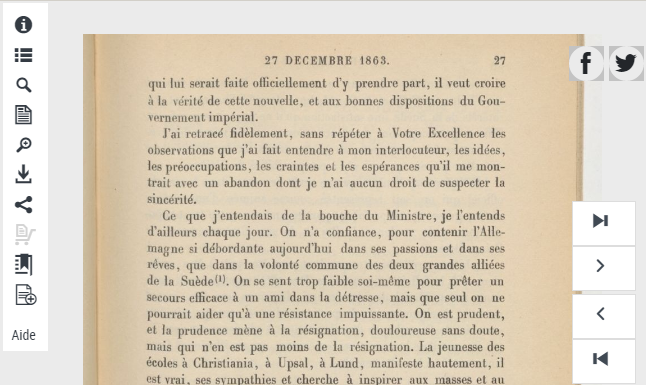 27 DECEMBRE 1863. 27
qui lui serait faite officiellement d'y prendre part, il veut croire
à la vérité de cette nouvelle, et aux bonnes dispositions du Gou-
vernement impérial.
J'ai retracé fidèlement, sans répéter à Votre Excellence les
observations que j'ai fait entendre à mon interlocuteur, les idées,
les préoccupations, les craintes et les espérances qu'il me mon-
trait avec un abandon dont je n'ai aucun droit de suspecter la
sincérité.
Ce que j'entendais de la bouche du Ministre, je l'entends
d'ailleurs chaque jour. On n'a confiance, pour contenir l'Alle-
magne si débordante aujourd'hui dans ses passions et dans ses
rêves, que dans la volonté commune des deux grandes alliées
de la Suède(1). On se sent trop faible soi-même pour prêter un
secours efficace à un ami dans la détresse, mais que seul on ne
pourrait aider qu'à une résistance impuissante. On est prudent,
et la prudence mène à la résignation, douloureuse sans doute,
mais qui n'en est pas moins de la résignation. La jeunesse des
écoles à Christiania, à Upsal, à Lund, manifeste hautement, il
est vrai, ses sympathies et cherche à inspirer aux masses et au
Aide